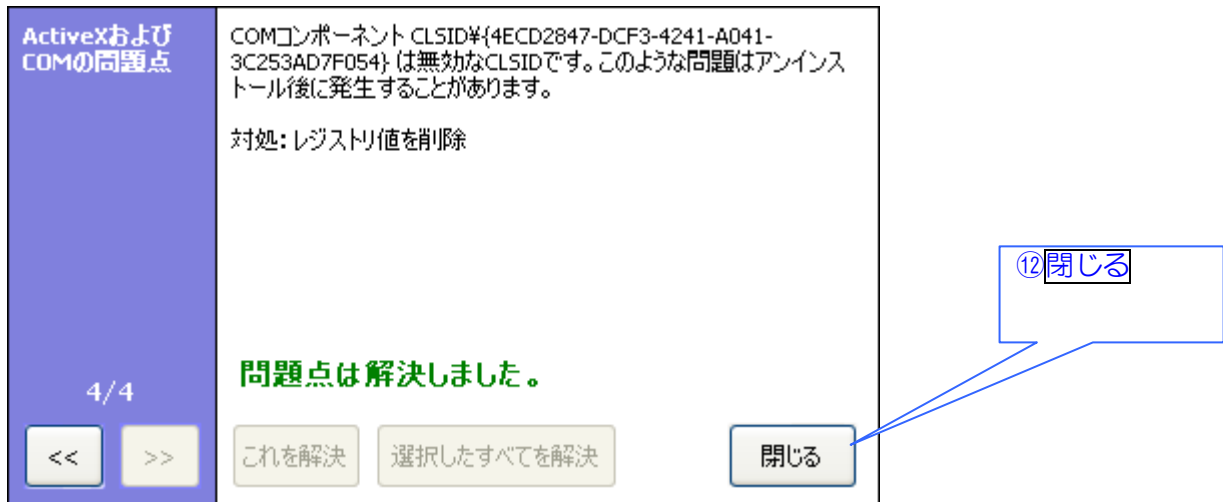 ActiveXおよび
COMの問題点
COMコンポーネント CLSID¥{4ECD2847-DCF3-4241-A041-
3C253AD7F054} は無効なCLSIDです。このような問題はアンインス
トール後に発生することがあります。
対処: レジストリ値を削除
⑫閉じる
問題点は解決しました。
4/4
<<
>>
これを解決
選択したすべてを解決
閉じる